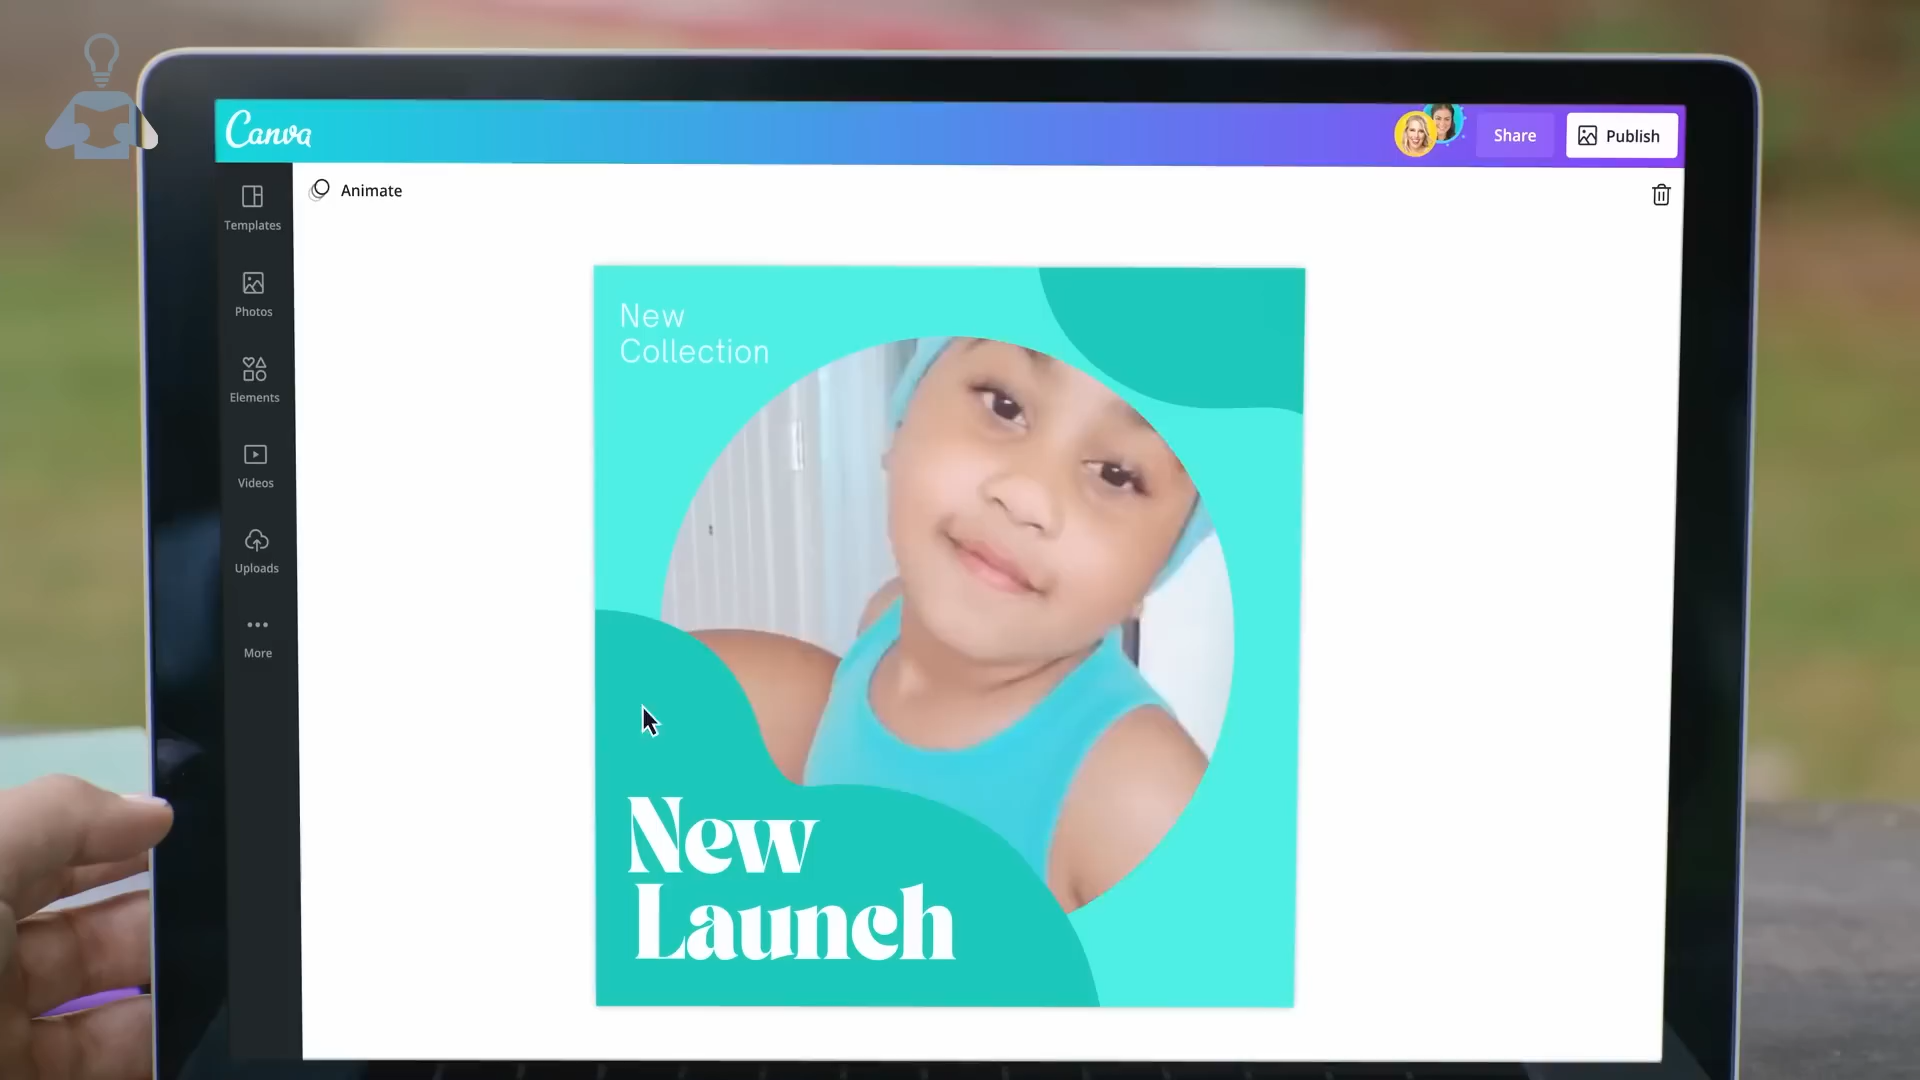 Canva
Share
Publish
Animate
Templates
Photos
Elements
Videos
Uploads
More
New
Collection
New
Launch